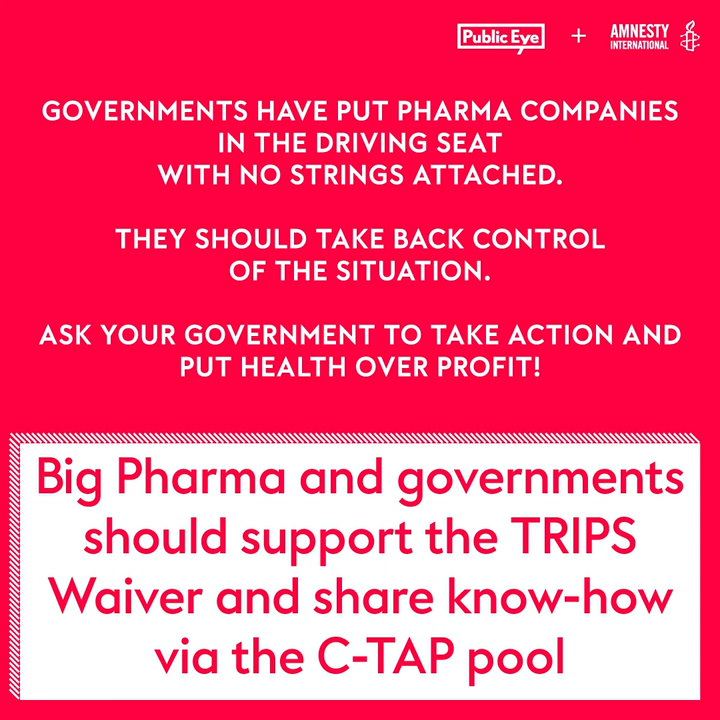 Public Eye + AMNESTY INTERNATIONAL
GOVERNMENTS HAVE PUT PHARMA COMPANIES
IN THE DRIVING SEAT
WITH NO STRINGS ATTACHED.
THEY SHOULD TAKE BACK CONTROL
OF THE SITUATION.
ASK YOUR GOVERNMENT TO TAKE ACTION AND
PUT HEALTH OVER PROFIT!
Big Pharma and governments
should support the TRIPS
Waiver and share know-how
via the C-TAP pool